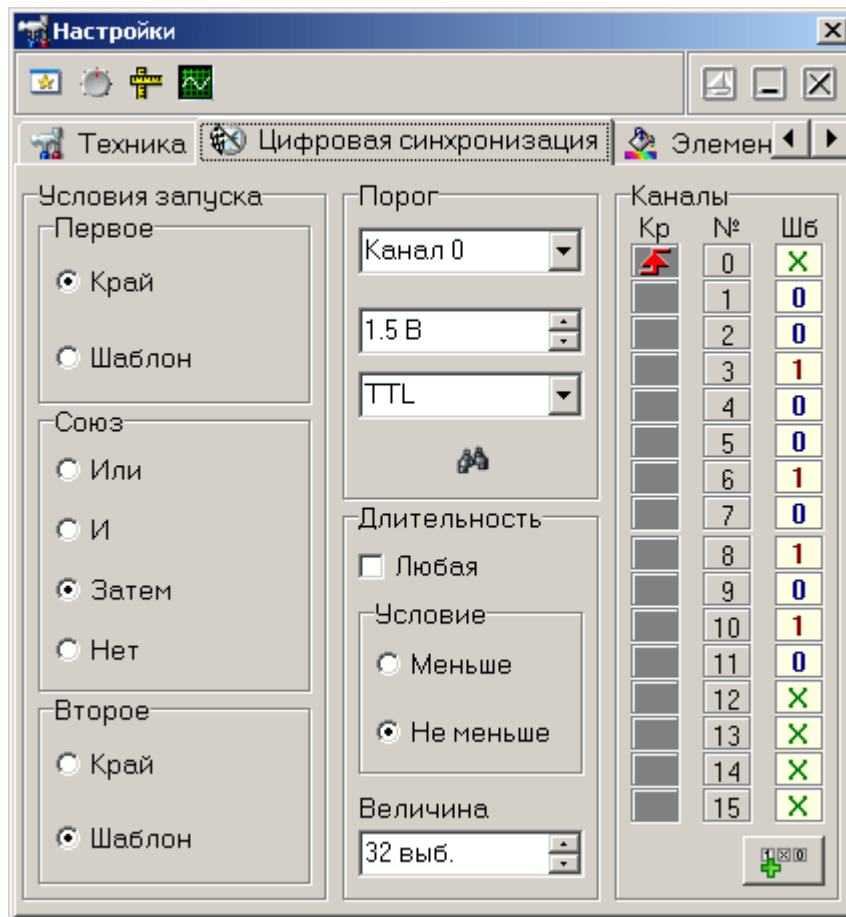 Настройки
Техника
Цифровая синхронизация
Элемен
Условия запуска
Первое
Край
Шаблон
Союз
Или
И
Затем
Нет
Второе
Край
Шаблон
Порог
Канал 0
1.5 В
TTL
Длительность
Любая
Условие
Меньше
Не меньше
Величина
32 выб.
Каналы
Кр № Шб
0 X
1 0
2 0
3 1
4 0
5 0
6 1
7 0
8 1
9 0
10 1
11 0
12 X
13 X
14 X
15 X
1 X 0